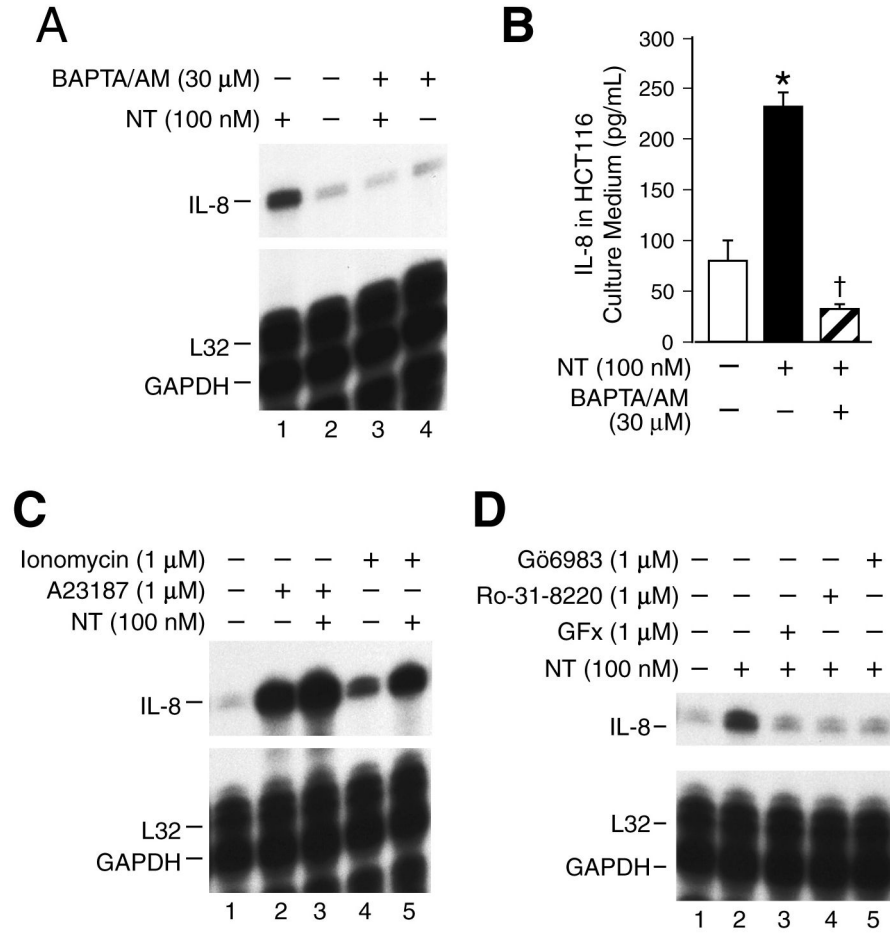 A
BAPTA/AM (30 µM) – – + +
NT (100 nM) + – + –
IL-8
L32
GAPDH
1 2 3 4
B
IL-8 in HCT116
Culture Medium (pg/mL)
300
250
200
150
100
50
0
*
†
NT (100 nM) – + +
BAPTA/AM
(30 µM) – – +
C
Ionomycin (1 µM) – – – + +
A23187 (1 µM) – + + – –
NT (100 nM) – – + – +
IL-8
L32
GAPDH
1 2 3 4 5
D
Gö6983 (1 µM) – – – – +
Ro-31-8220 (1 µM) – – – + –
GFx (1 µM) – – + – –
NT (100 nM) – + + + +
IL-8
L32
GAPDH
1 2 3 4 5